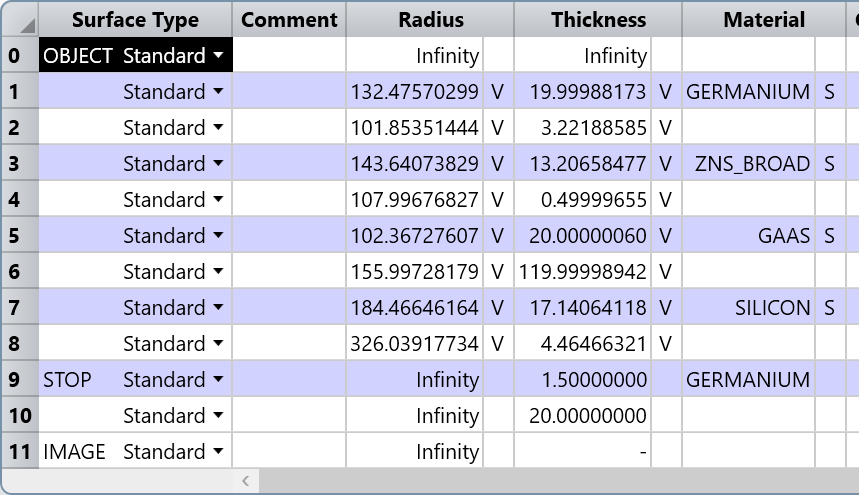 Surface Type Comment Radius Thickness Material
0 OBJECT Standard Infinity Infinity
1 Standard 132.47570299 V 19.99988173 V GERMANIUM S
2 Standard 101.85351444 V 3.22188585 V
3 Standard 143.64073829 V 13.20658477 V ZNS_BROAD S
4 Standard 107.99676827 V 0.49999655 V
5 Standard 102.36727607 V 20.00000060 V GAAS S
6 Standard 155.99728179 V 119.99998942 V
7 Standard 184.46646164 V 17.14064118 V SILICON S
8 Standard 326.03917734 V 4.46466321 V
9 STOP Standard Infinity 1.50000000 GERMANIUM
10 Standard Infinity 20.00000000
11 IMAGE Standard Infinity -